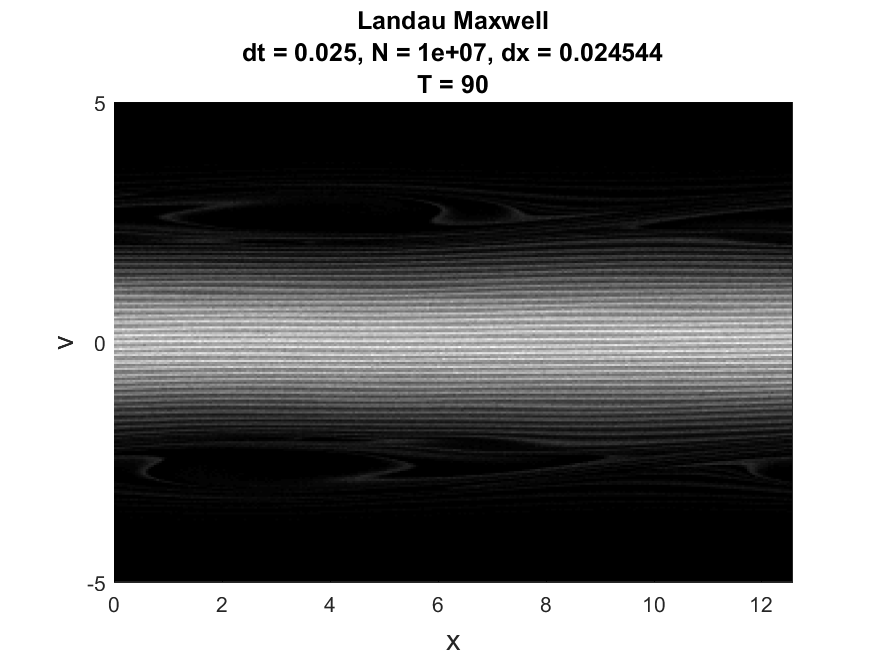 Landau Maxwell
dt = 0.025, N = 1e+07, dx = 0.024544
T = 90
5
0
-5
v
0 2 4 6 8 10 12
x